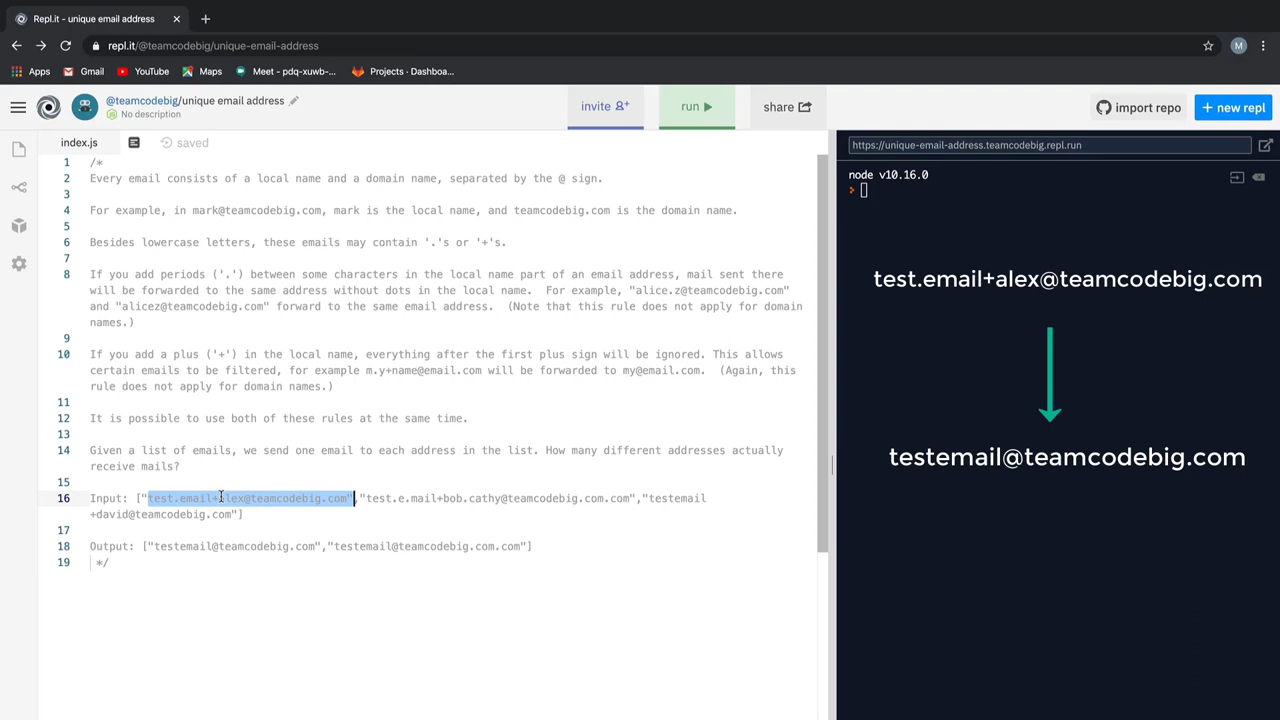 Repl.it - unique email address
repl.it/@teamcodebig/unique-email-address
M
Apps
Gmail
YouTube
Maps
Meet - pdq-xuwb-...
Projects · Dashboa...
@teamcodebig/unique email address
No description
invite
run
share
import repo
+ new repl
index.js
saved
https://unique-email-address.teamcodebig.repl.run
node v10.16.0
1 /*
2 Every email consists of a local name and a domain name, separated by the @ sign.
3
4 For example, in mark@teamcodebig.com, mark is the local name, and teamcodebig.com is the domain name.
5
6 Besides lowercase letters, these emails may contain '.'s or '+'s.
7
8 If you add periods ('.') between some characters in the local name part of an email address, mail sent there
will be forwarded to the same address without dots in the local name.  For example, "alice.z@teamcodebig.com"
and "alicez@teamcodebig.com" forward to the same email address.  (Note that this rule does not apply for domain
names.)
9
10 If you add a plus ('+') in the local name, everything after the first plus sign will be ignored. This allows
certain emails to be filtered, for example m.y+name@email.com will be forwarded to my@email.com.  (Again, this
rule does not apply for domain names.)
11
12 It is possible to use both of these rules at the same time.
13
14 Given a list of emails, we send one email to each address in the list. How many different addresses actually
receive mails?
15
16 Input: ["test.email+alex@teamcodebig.com","test.e.mail+bob.cathy@teamcodebig.com.com","testemail
+david@teamcodebig.com"]
17
18 Output: ["testemail@teamcodebig.com","testemail@teamcodebig.com.com"]
19 */
test.email+alex@teamcodebig.com
testemail@teamcodebig.com